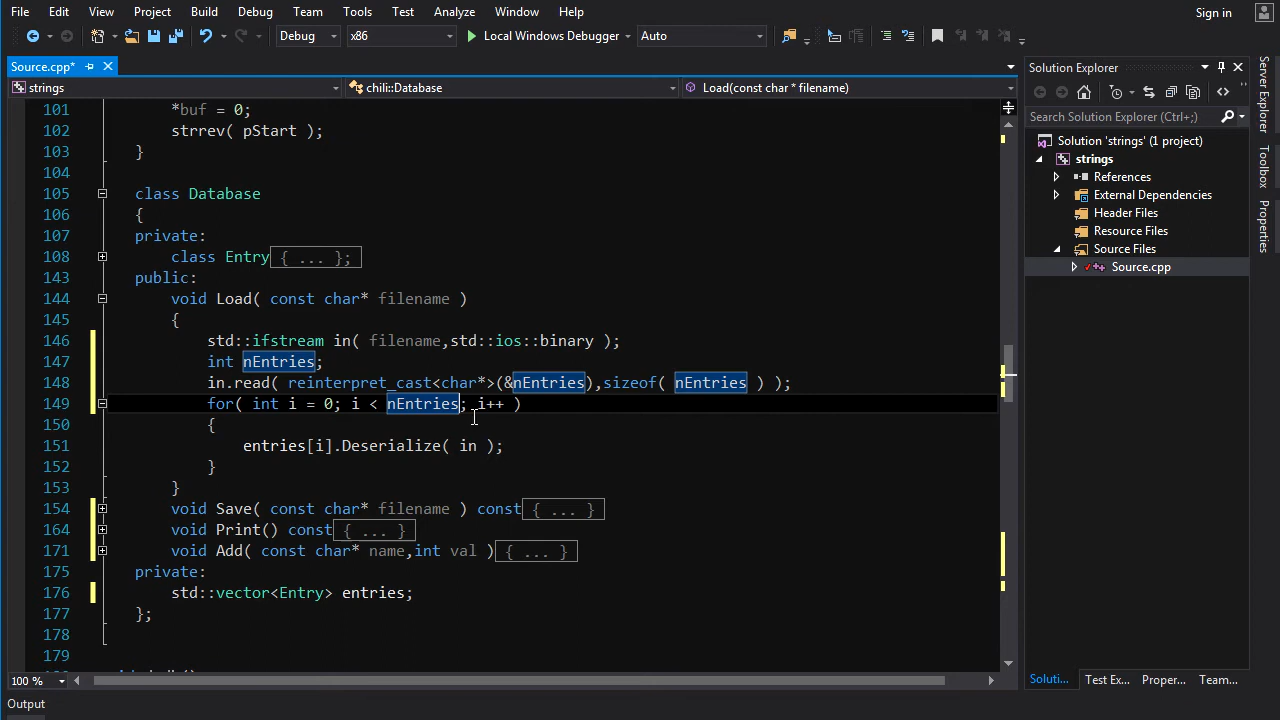 File Edit View Project Build Debug Team Tools Test Analyze Window Help Sign in
Debug x86 Local Windows Debugger Auto
Source.cpp* Solution Explorer
strings chili::Database Load(const char * filename)
Search Solution Explorer (Ctrl+;)
Solution 'strings' (1 project)
strings
References
External Dependencies
Header Files
Resource Files
Source Files
Source.cpp
Server Explorer
Toolbox
Properties
101 *buf = 0;
102 strrev( pStart );
103 }
104
105 class Database
106 {
107 private:
108 class Entry{ ... };
143 public:
144 void Load( const char* filename )
145 {
146 std::ifstream in( filename,std::ios::binary );
147 int nEntries;
148 in.read( reinterpret_cast<char*>(&nEntries),sizeof( nEntries ) );
149 for( int i = 0; i < nEntries; i++ )
150 {
151 entries[i].Deserialize( in );
152 }
153 }
154 void Save( const char* filename ) const{ ... }
164 void Print() const{ ... }
171 void Add( const char* name,int val ){ ... }
175 private:
176 std::vector<Entry> entries;
177 };
178
179
100 %
Soluti... Test Ex... Proper... Team...
Output